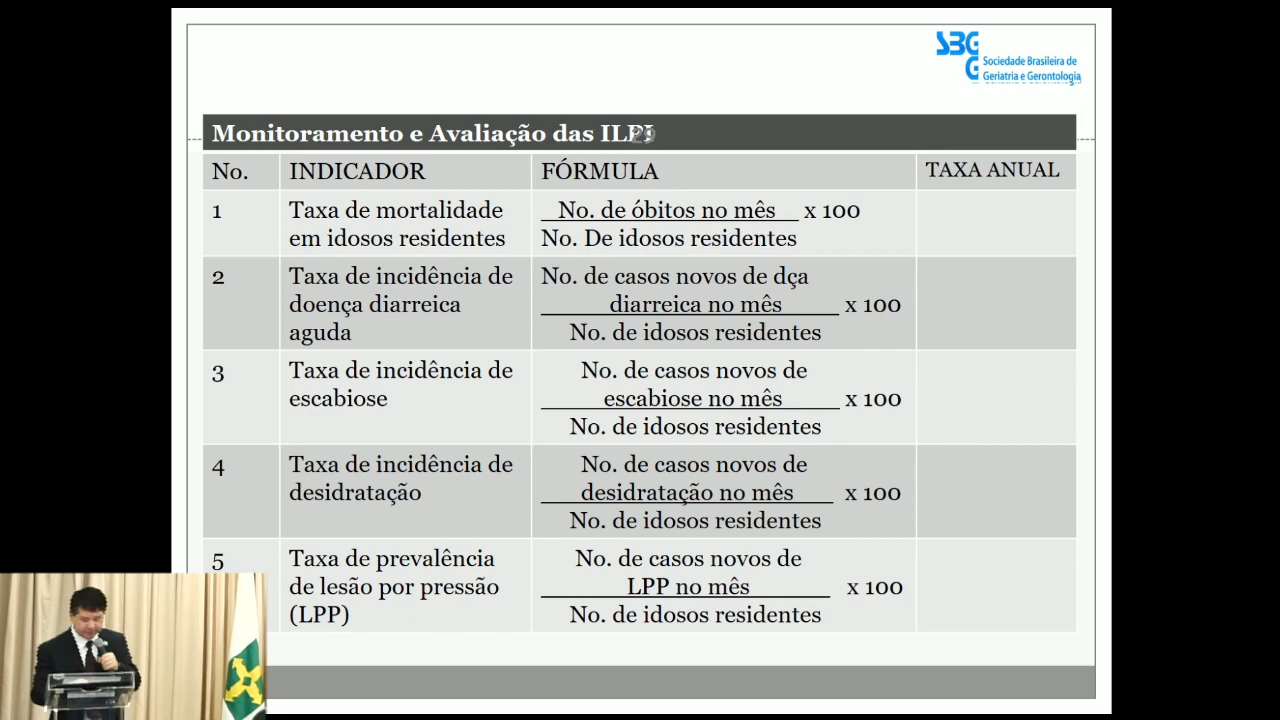 SBGG
Sociedade Brasileira de
Geriatria e Gerontologia
Monitoramento e Avaliação das ILPI
29
No. INDICADOR FÓRMULA TAXA ANUAL
1 Taxa de mortalidade No. de óbitos no mês x 100
em idosos residentes No. De idosos residentes
2 Taxa de incidência de No. de casos novos de dça
doença diarreica diarreica no mês x 100
aguda No. de idosos residentes
3 Taxa de incidência de No. de casos novos de
escabiose escabiose no mês x 100
No. de idosos residentes
4 Taxa de incidência de No. de casos novos de
desidratação desidratação no mês x 100
No. de idosos residentes
5 Taxa de prevalência No. de casos novos de
de lesão por pressão LPP no mês x 100
(LPP) No. de idosos residentes